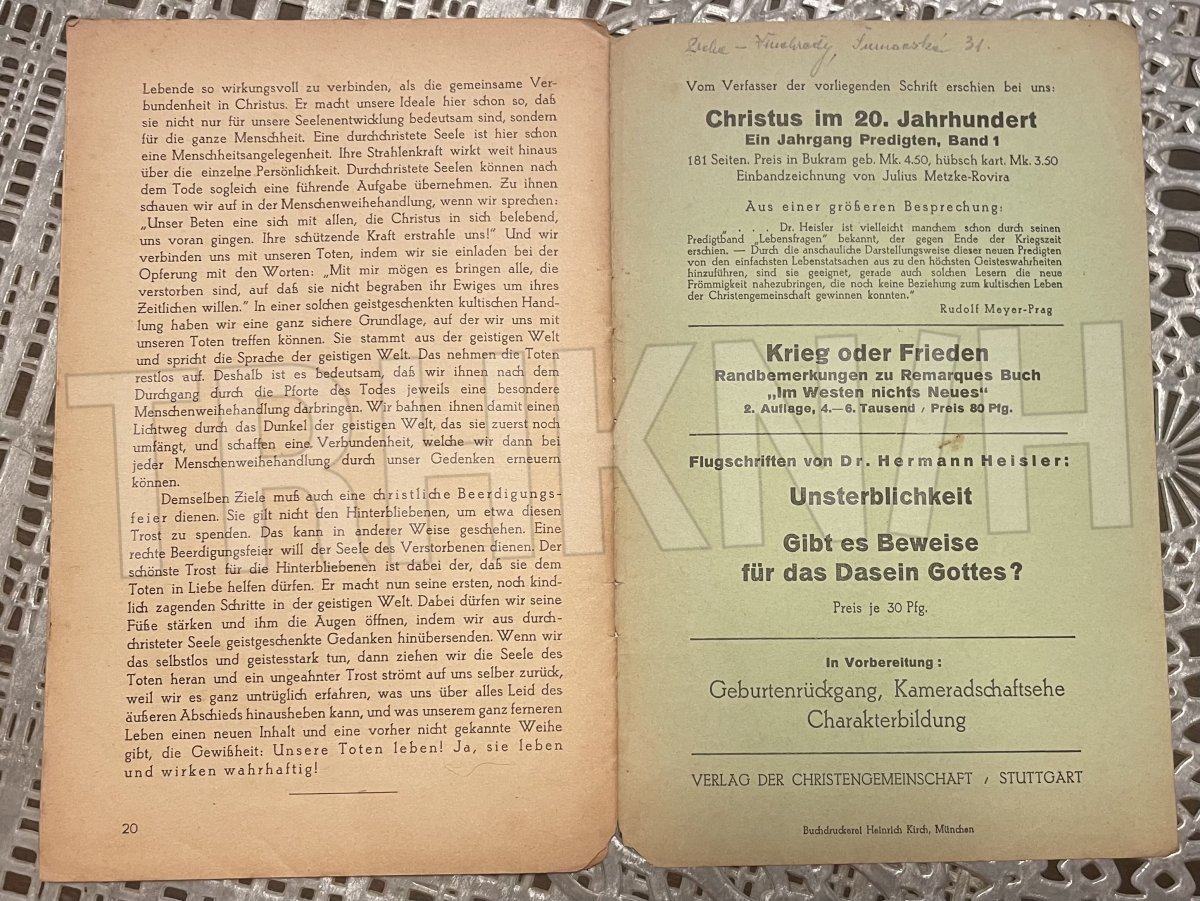 Lebende so wirkungsvoll zu verbinden, als die gemeinsame Ver-
bundenheit in Christus. Er macht unsere Ideale hier schon so, daß
sie nicht nur für unsere Seelenentwicklung bedeutsam sind, sondern
für die ganze Menschheit. Eine durchchristete Seele ist hier schon
eine Menschheitsangelegenheit. Ihre Strahlenkraft wirkt weit hinaus
über die einzelne Persönlichkeit. Durchchristete Seelen können nach
dem Tode sogleich eine führende Aufgabe übernehmen. Zu ihnen
schauen wir auf in der Menschenweihehandlung, wenn wir sprechen:
„Unser Beten eine sich mit allen, die Christus in sich belebend,
uns voran gingen. Ihre schützende Kraft erstrahle uns!“ Und wir
verbinden uns mit unseren Toten, indem wir sie einladen bei der
Opferung mit den Worten: „Mit mir mögen es bringen alle, die
verstorben sind, auf daß sie nicht begraben ihr Ewiges um ihres
Zeitlichen willen.“ In einer solchen geistgeschenkten kultischen Hand-
lung haben wir eine ganz sichere Grundlage, auf der wir uns mit
unseren Toten treffen können. Sie stammt aus der geistigen Welt
und spricht die Sprache der geistigen Welt. Das nehmen die Toten
restlos auf. Deshalb ist es bedeutsam, daß wir ihnen nach dem
Durchgang durch die Pforte des Todes jeweils eine besondere
Menschenweihehandlung darbringen. Wir bahnen ihnen damit einen
Lichtweg durch das Dunkel der geistigen Welt, das sie zuerst noch
umfängt, und schaffen eine Verbundenheit, welche wir dann bei
jeder Menschenweihehandlung durch unser Gedenken erneuern
können.
Demselben Ziele muß auch eine christliche Beerdigungs-
feier dienen. Sie gilt nicht den Hinterbliebenen, um etwa diesen
Trost zu spenden. Das kann in anderer Weise geschehen. Eine
rechte Beerdigungsfeier will der Seele des Verstorbenen dienen. Der
schönste Trost für die Hinterbliebenen ist dabei der, daß sie dem
Toten in Liebe helfen dürfen. Er macht nun seine ersten, noch kind-
lich zagenden Schritte in der geistigen Welt. Dabei dürfen wir seine
Füße stärken und ihm die Augen öffnen, indem wir aus durch-
christeter Seele geistgeschenkte Gedanken hinübersenden. Wenn wir
das selbstlos und geistesstark tun, dann ziehen wir die Seele des
Toten heran und ein ungeahnter Trost strömt auf uns selber zurück,
weil wir es ganz untrüglich erfahren, was uns über alles Leid des
äußeren Abschieds hinausheben kann, und was unserem ganz ferneren
Leben einen neuen Inhalt und eine vorher nicht gekannte Weihe
gibt, die Gewißheit: Unsere Toten leben! Ja, sie leben
und wirken wahrhaftig!
20
31.
Vom Verfasser der vorliegenden Schrift erschien bei uns:
Christus im 20. Jahrhundert
Ein Jahrgang Predigten, Band 1
181 Seiten. Preis in Bukram geb. Mk. 4.50, hübsch kart. Mk. 3.50
Einbandzeichnung von Julius Metzke-Rovira
Aus einer größeren Besprechung:
„. . . . Dr. Heisler ist vielleicht manchem schon durch seinen
Predigtband „Lebensfragen“ bekannt, der gegen Ende der Kriegszeit
erschien. — Durch die anschauliche Darstellungsweise dieser neuen Predigten
von den einfachsten Lebenstatsachen aus zu den höchsten Geisteswahrheiten
hinzuführen, sind sie geeignet, gerade auch solchen Lesern die neue
Frömmigkeit nahezubringen, die noch keine Beziehung zum kultischen Leben
der Christengemeinschaft gewinnen konnten.“
Rudolf Meyer-Prag
Krieg oder Frieden
Randbemerkungen zu Remarques Buch
„Im Westen nichts Neues“
2. Auflage, 4.—6. Tausend / Preis 80 Pfg.
Flugschriften von Dr. Hermann Heisler:
Unsterblichkeit
Gibt es Beweise
für das Dasein Gottes?
Preis je 30 Pfg.
In Vorbereitung:
Geburtenrückgang, Kameradschaftsehe
Charakterbildung
VERLAG DER CHRISTENGEMEINSCHAFT / STUTTGART
Buchdruckerei Heinrich Kirch, München
TRHKNIH